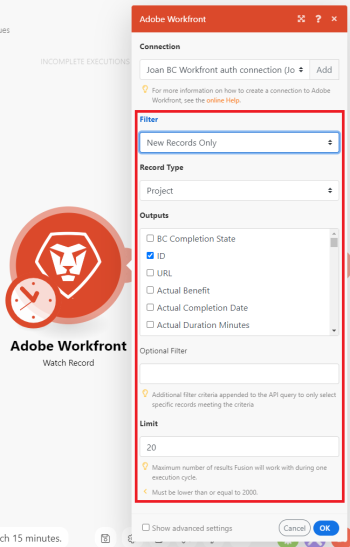 ues
Adobe Workfront
?
Connection
INCOMPLETE EXECUTIONS
Joan BC Workfront auth connection (Jo
Add
For more information on how to create a connection to Adobe
Workfront, see the online Help.
Filter
New Records Only
Record Type
Project
Outputs
BC Completion State
ID
URL
Actual Benefit
Actual Completion Date
Actual Duration Minutes
Adobe Workfront
Watch Record
Optional Filter
Additional filter criteria appended to the API query to only select
specific records meeting the criteria
Limit
20
Maximum number of results Fusion will work with during one
execution cycle.
Must be lower than or equal to 2000.
Show advanced settings
Cancel
OK
ch 15 minutes.